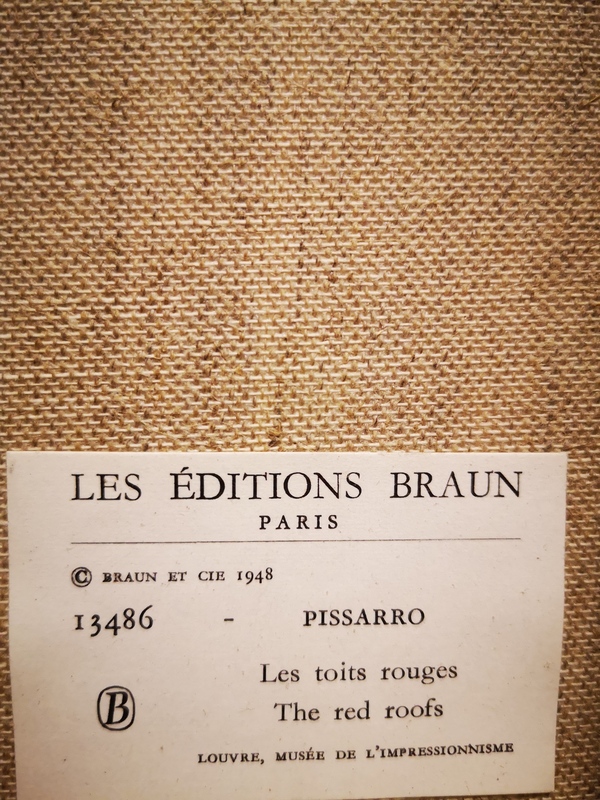 LES ÉDITIONS BRAUN
PARIS
© BRAUN ET CIE 1948
13486 - PISSARRO
Les toits rouges
B The red roofs
LOUVRE, MUSÉE DE L'IMPRESSIONNISME